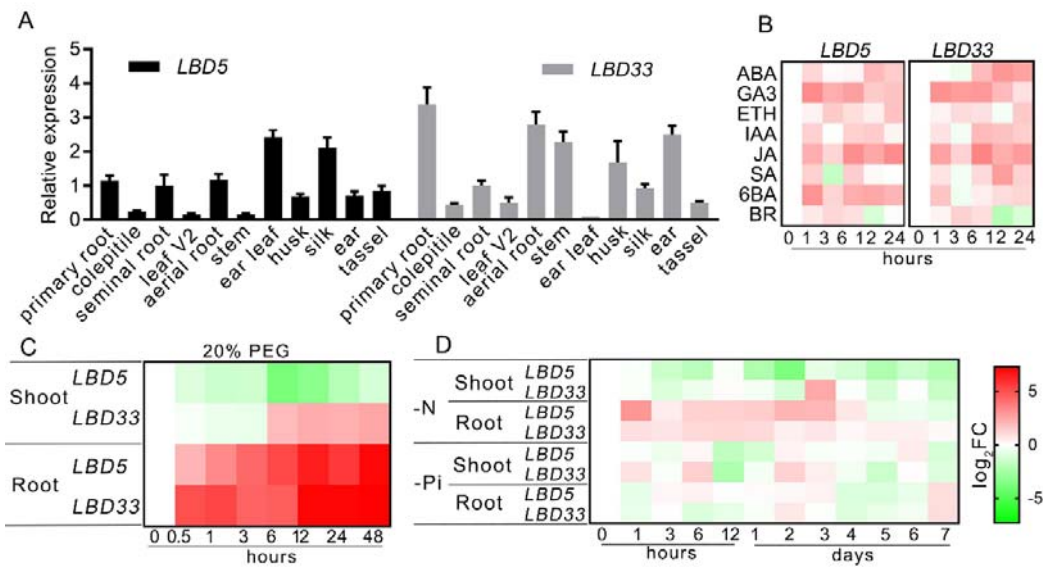 A
Relative expression
5
4
3
2
1
0
LBD5
LBD33
primary root
colepitile
seminal root
leaf V2
aerial root
stem
ear leaf
husk
silk
ear
tassel
primary root
colepitile
seminal root
leaf V2
aerial root
stem
ear leaf
husk
silk
ear
tassel
B
LBD5 LBD33
ABA
GA3
ETH
IAA
JA
SA
6BA
BR
0 1 3 6 12 24 0 1 3 6 12 24
hours
C
20% PEG
Shoot
LBD5
LBD33
Root
LBD5
LBD33
0 0.5 1 3 6 12 24 48
hours
D
-N
Shoot
LBD5
LBD33
Root
LBD5
LBD33
-Pi
Shoot
LBD5
LBD33
Root
LBD5
LBD33
0 1 3 6 12 1 2 3 4 5 6 7
hours days
5
0
-5
log2FC